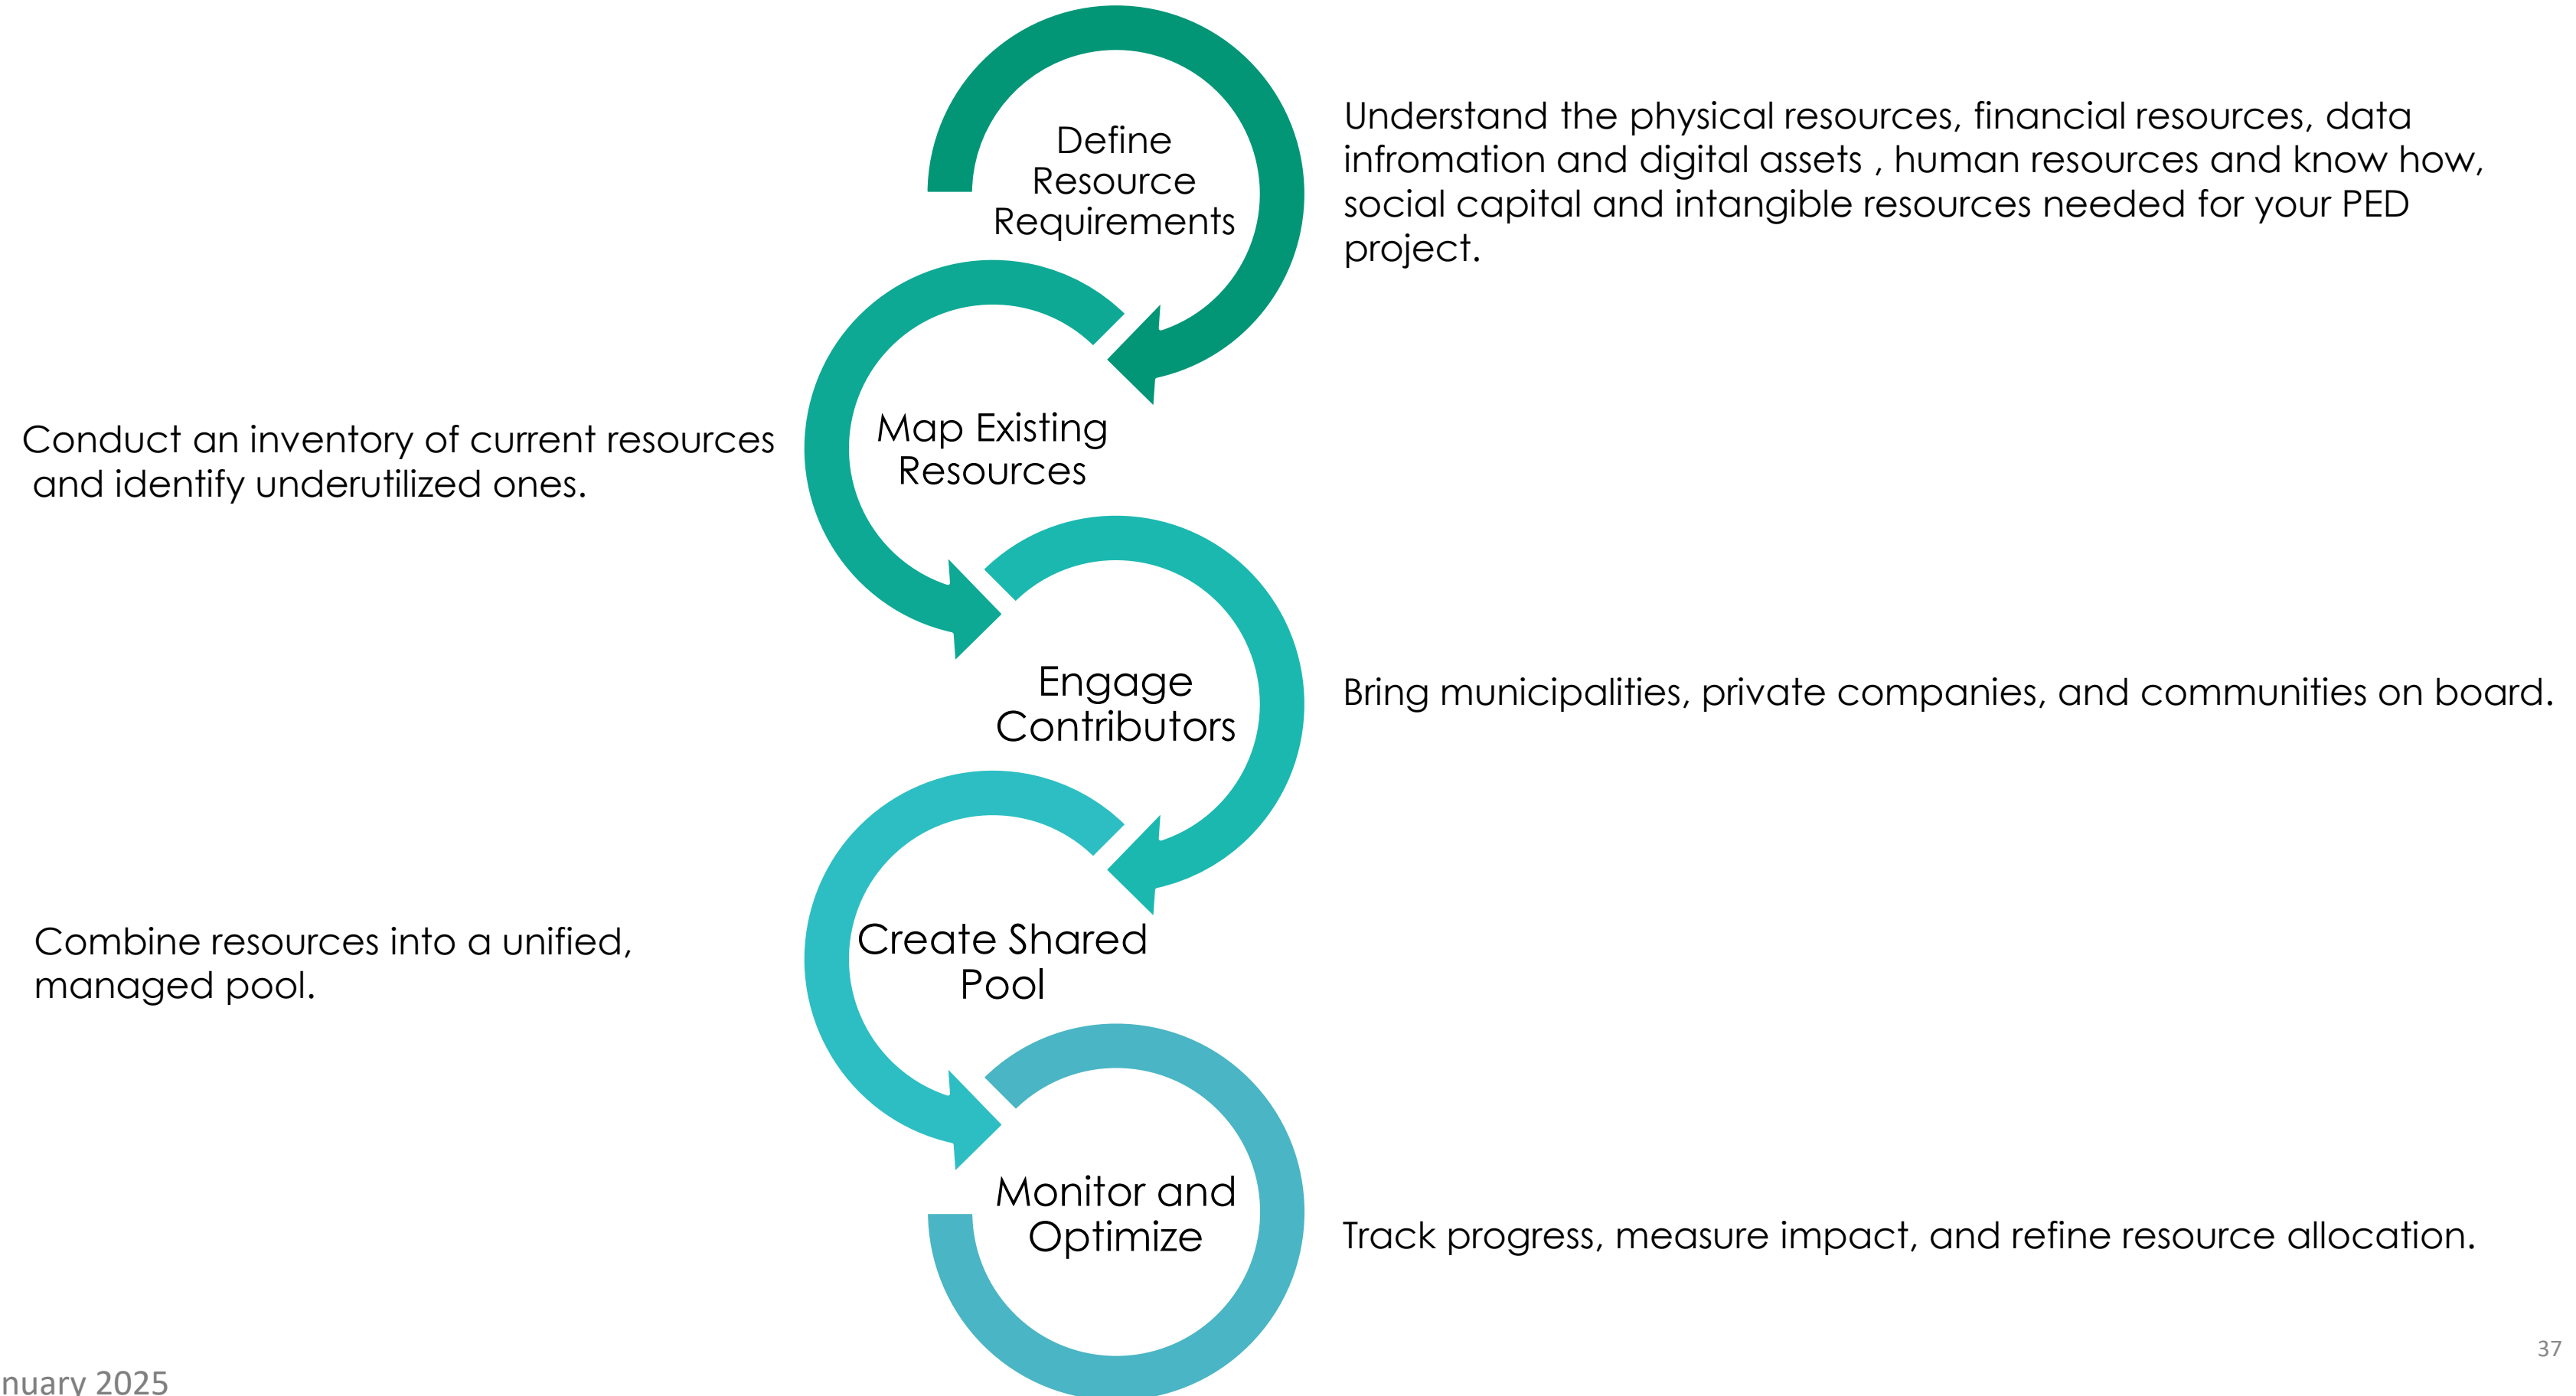 Define
Resource
Requirements
Understand the physical resources, financial resources, data
infromation and digital assets , human resources and know how,
social capital and intangible resources needed for your PED
project.
Map Existing
Resources
Conduct an inventory of current resources
and identify underutilized ones.
Engage
Contributors
Bring municipalities, private companies, and communities on board.
Create Shared
Pool
Combine resources into a unified,
managed pool.
Monitor and
Optimize
Track progress, measure impact, and refine resource allocation.
37
nuary 2025